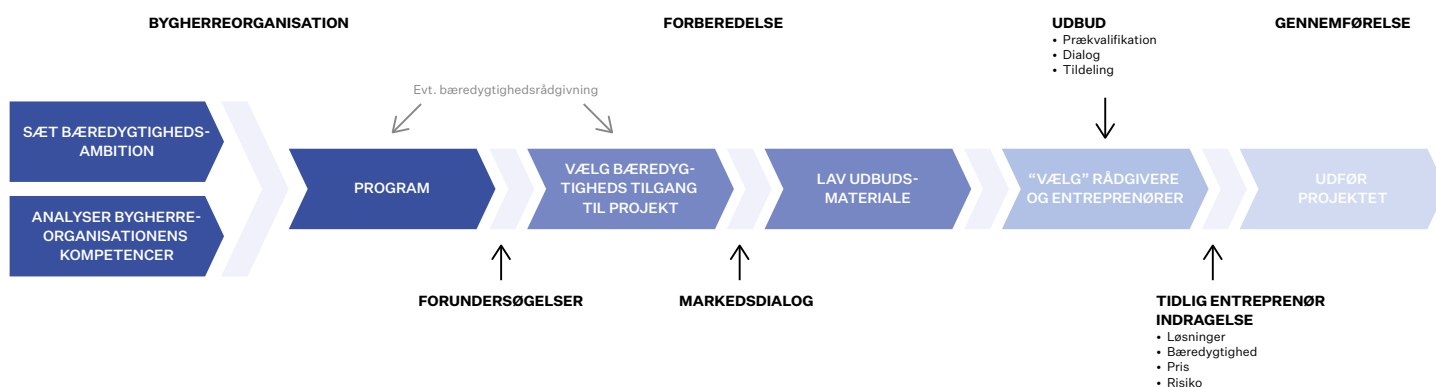 BYGHERREORGANISATION
FORBEREDELSE
UDBUD
• Prækvalifikation
• Dialog
• Tildeling
GENNEMFØRELSE
Evt. bæredygtighedsrådgivning
SÆT BÆREDYGTIGHEDS-
AMBITION
ANALYSER BYGHERRE-
ORGANISATIONENS
KOMPETENCER
PROGRAM
VÆLG BÆREDYG-
TIGHEDS TILGANG
TIL PROJEKT
LAV UDBUDS-
MATERIALE
“VÆLG” RÅDGIVERE
OG ENTREPRENØRER
UDFØR
PROJEKTET
FORUNDERSØGELSER
MARKEDSDIALOG
TIDLIG ENTREPRENØR
INDRAGELSE
• Løsninger
• Bæredygtighed
• Pris
• Risiko